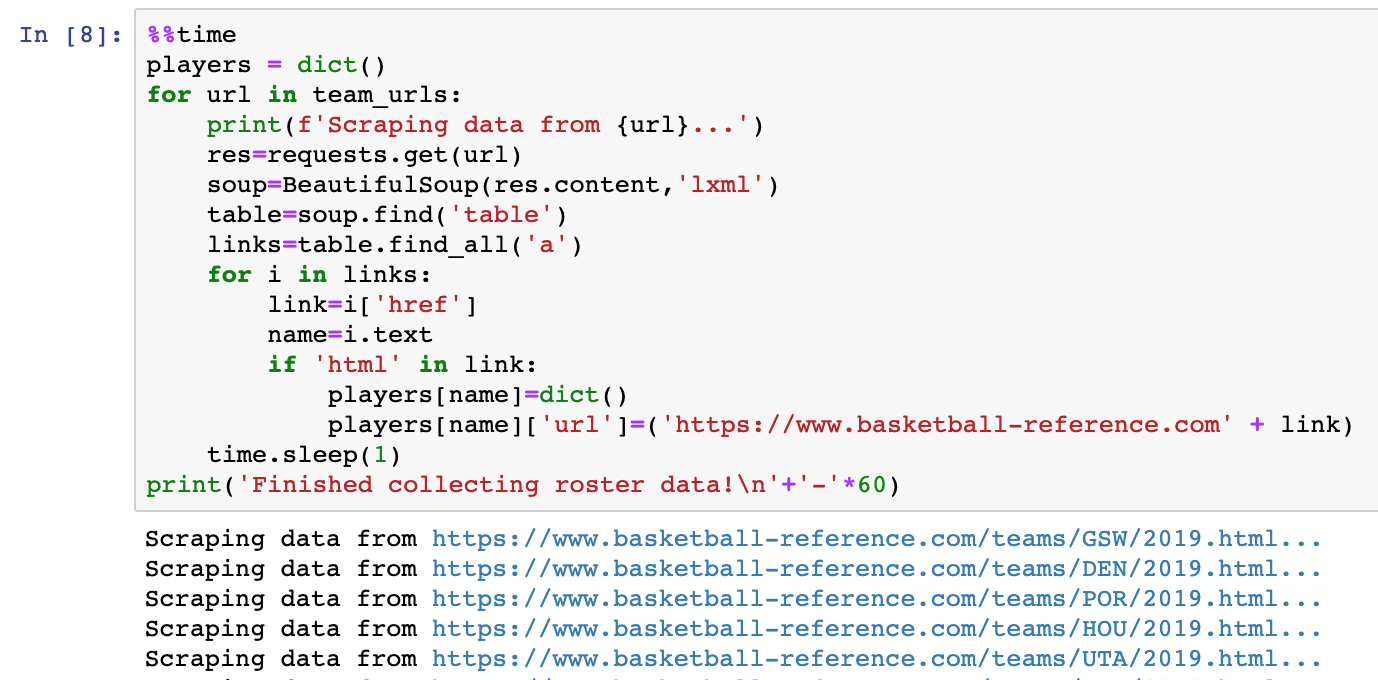 In [8]: %%time
players = dict()
for url in team_urls:
    print(f'Scraping data from {url}...')
    res=requests.get(url)
    soup=BeautifulSoup(res.content,'lxml')
    table=soup.find('table')
    links=table.find_all('a')
    for i in links:
        link=i['href']
        name=i.text
        if 'html' in link:
            players[name]=dict()
            players[name]['url']=('https://www.basketball-reference.com' + link)
    time.sleep(1)
print('Finished collecting roster data!\n'+'-'*60)
Scraping data from https://www.basketball-reference.com/teams/GSW/2019.html...
Scraping data from https://www.basketball-reference.com/teams/DEN/2019.html...
Scraping data from https://www.basketball-reference.com/teams/POR/2019.html...
Scraping data from https://www.basketball-reference.com/teams/HOU/2019.html...
Scraping data from https://www.basketball-reference.com/teams/UTA/2019.html...